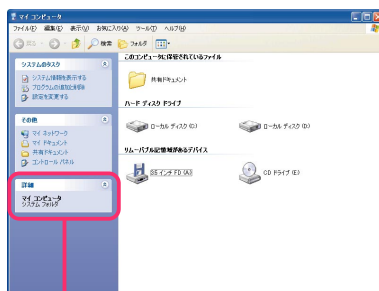 マイ コンピュータ
ファイル(F) 編集(E) 表示(V) お気に入り(A) ツール(T) ヘルプ(H)
戻る 検索 フォルダ
システムのタスク
システム情報を表示する
プログラムの追加と削除
設定を変更する
その他
マイ ネットワーク
マイ ドキュメント
共有ドキュメント
コントロール パネル
詳細
マイ コンピュータ
システム フォルダ
このコンピュータに保管されているファイル
共有ドキュメント
ハード ディスク ドライブ
ローカル ディスク (C)
ローカル ディスク (D)
リムーバブル記憶域があるデバイス
35 インチ FD (A)
CD ドライブ (E)